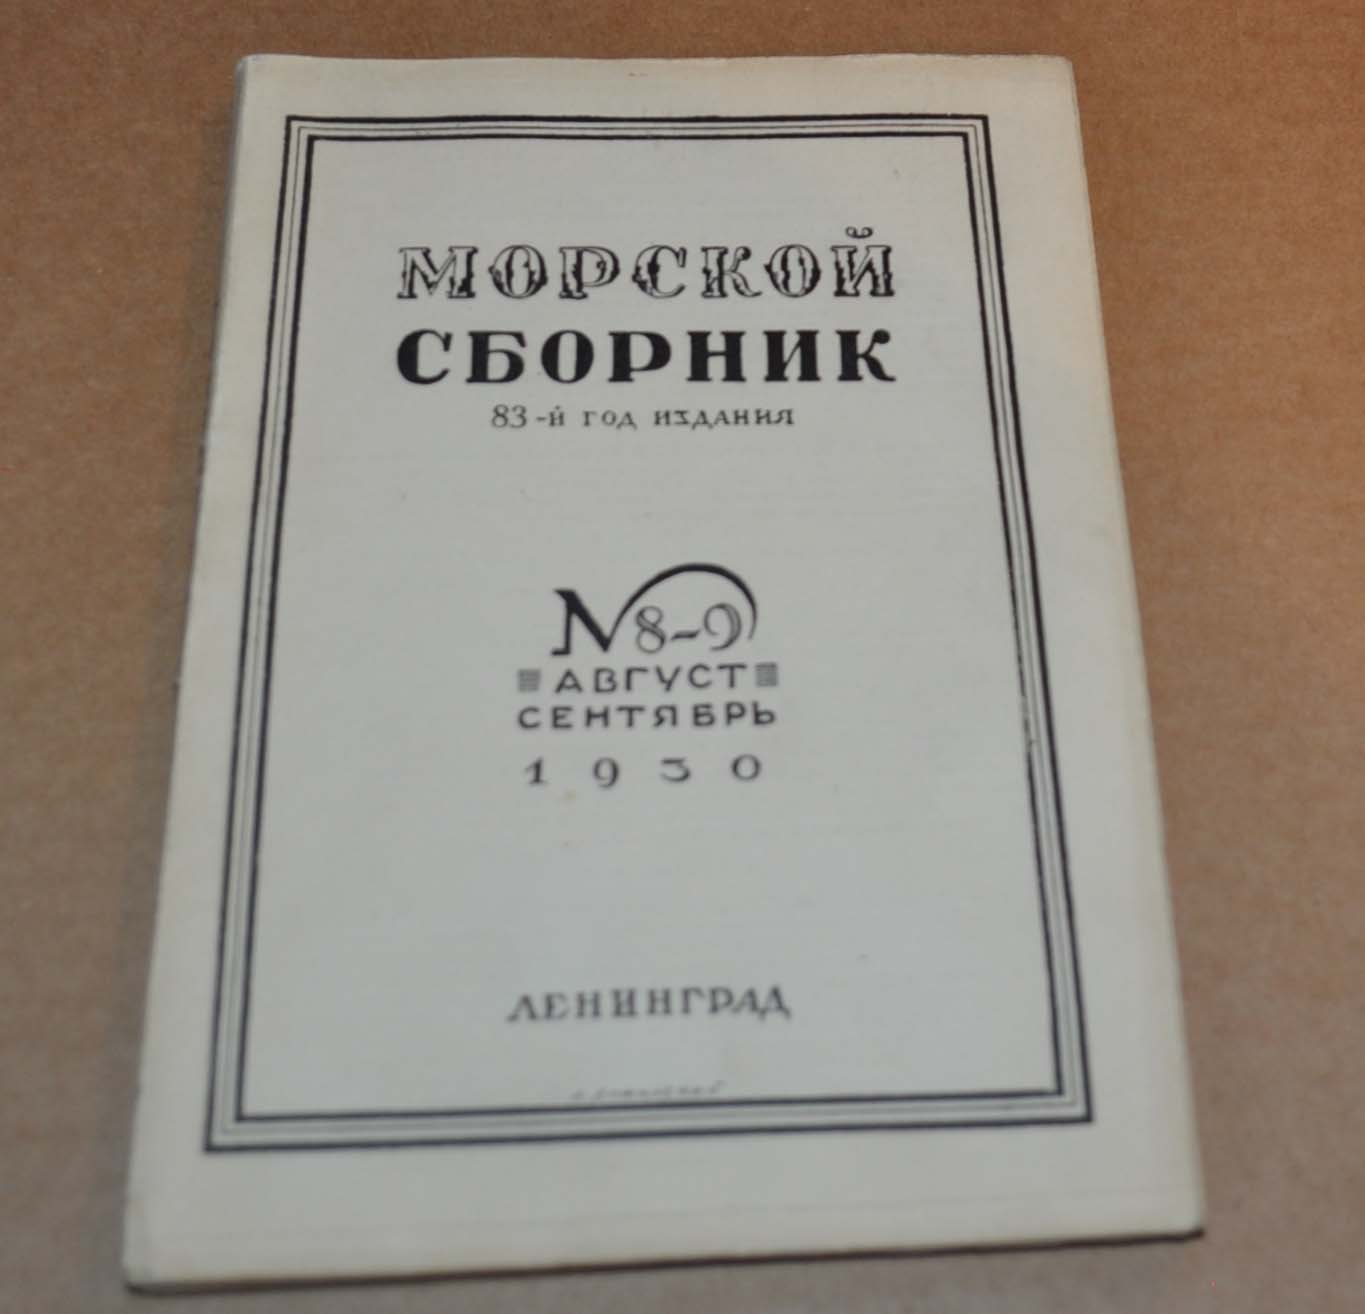 МОРСКОЙ
СБОРНИК
83-й год издания
№ 8-9
АВГУСТ
СЕНТЯБРЬ
1930
ЛЕНИНГРАД